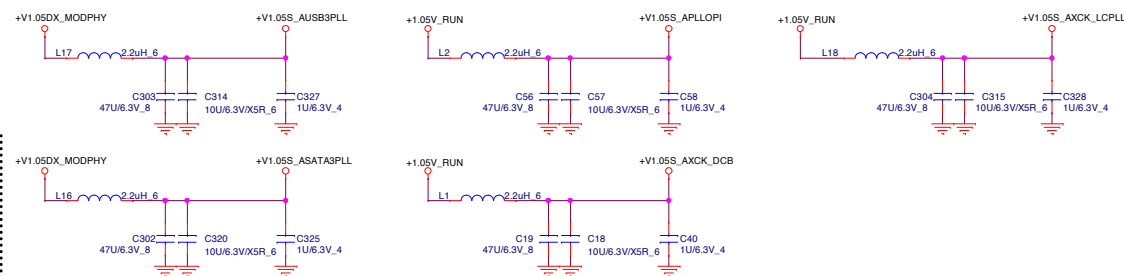 +V1.05DX_MODPHY
+V1.05S_AUSB3PLL
L17
2.2uH_6
C303
47U/6.3V_8
C314
10U/6.3V/X5R_6
C327
1U/6.3V_4
+1.05V_RUN
+V1.05S_APLLOPI
L2
2.2uH_6
C56
47U/6.3V_8
C57
10U/6.3V/X5R_6
C58
1U/6.3V_4
+1.05V_RUN
+V1.05S_AXCK_LCPLL
L18
2.2uH_6
C304
47U/6.3V_8
C315
10U/6.3V/X5R_6
C328
1U/6.3V_4
+V1.05DX_MODPHY
+V1.05S_ASATA3PLL
L16
2.2uH_6
C302
47U/6.3V_8
C320
10U/6.3V/X5R_6
C325
1U/6.3V_4
+1.05V_RUN
+V1.05S_AXCK_DCB
L1
2.2uH_6
C19
47U/6.3V_8
C18
10U/6.3V/X5R_6
C40
1U/6.3V_4